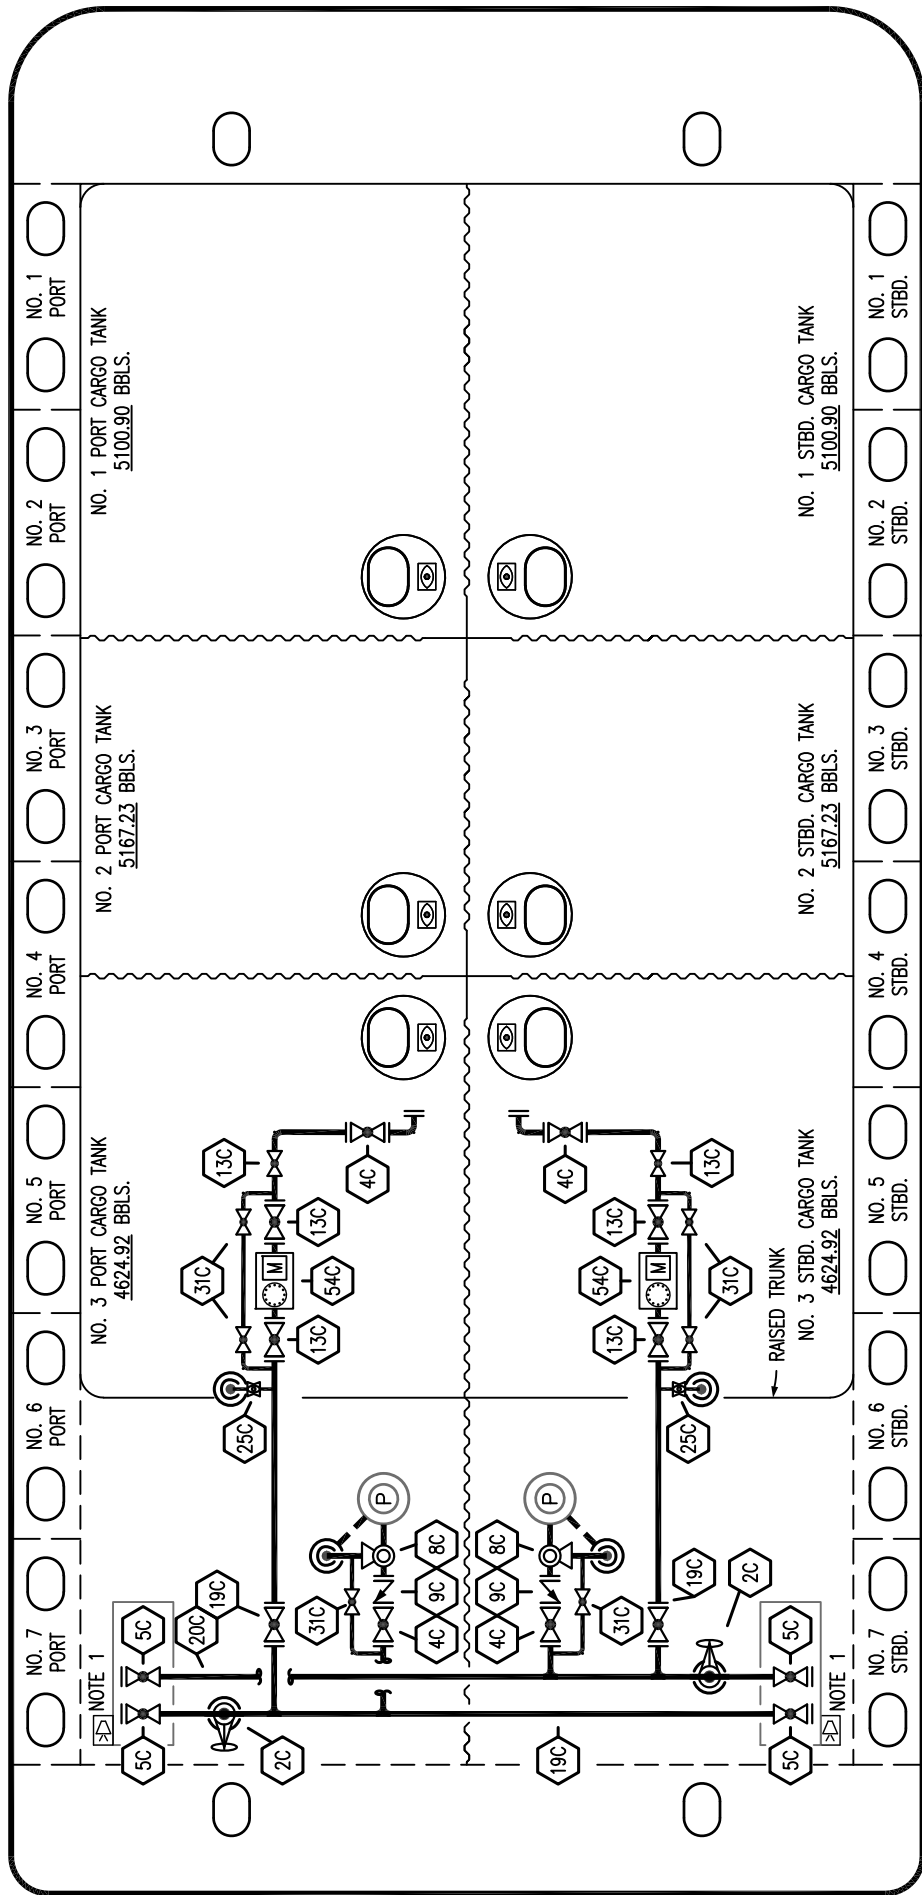 NO. 1
PORT
NO. 2
PORT
NO. 3
PORT
NO. 4
PORT
NO. 5
PORT
NO. 6
PORT
NO. 7
PORT
NO. 1 PORT CARGO TANK
5100.90 BBLS.
NO. 2 PORT CARGO TANK
5167.23 BBLS.
NO. 3 PORT CARGO TANK
4624.92 BBLS.
NO. 1 STBD. CARGO TANK
5100.90 BBLS.
NO. 2 STBD. CARGO TANK
5167.23 BBLS.
NO. 3 STBD. CARGO TANK
4624.92 BBLS.
RAISED TRUNK
NO. 1
STBD.
NO. 2
STBD.
NO. 3
STBD.
NO. 4
STBD.
NO. 5
STBD.
NO. 6
STBD.
NO. 7
STBD.
13C
4C
4C
13C
31C
13C
13C
31C
M
54C
54C
M
13C
13C
25C
25C
P
P
8C
8C
9C
9C
4C
4C
31C
31C
19C
20C
5C
19C
2C
5C
NOTE 1
NOTE 1
5C
2C
19C
5C